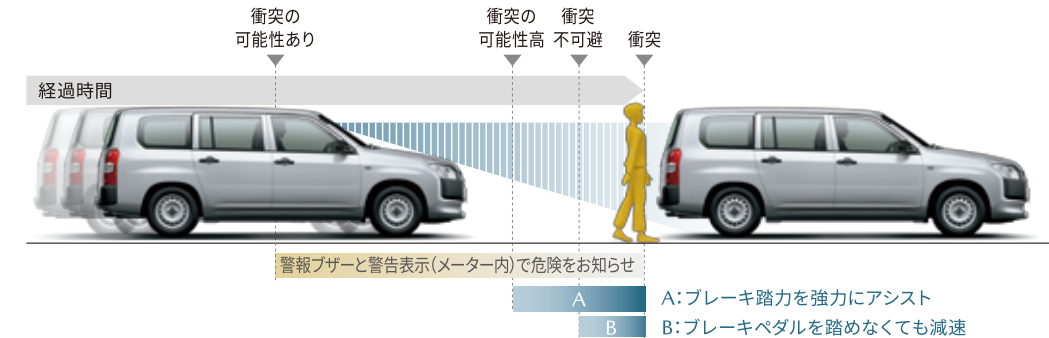 衝突の
可能性あり
衝突の
可能性高
衝突
不可避
衝突
経過時間
警報ブザーと警告表示（メーター内）で危険をお知らせ
A
A：ブレーキ踏力を強力にアシスト
B
B：ブレーキペダルを踏めなくても減速